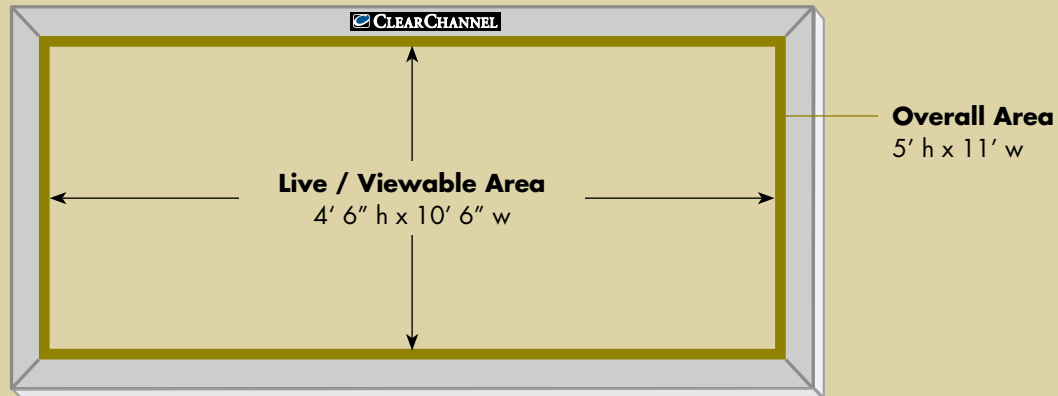 CLEARCHANNEL
Overall Area
5’ h x 11’ w
Live / Viewable Area
4’ 6” h x 10’ 6” w